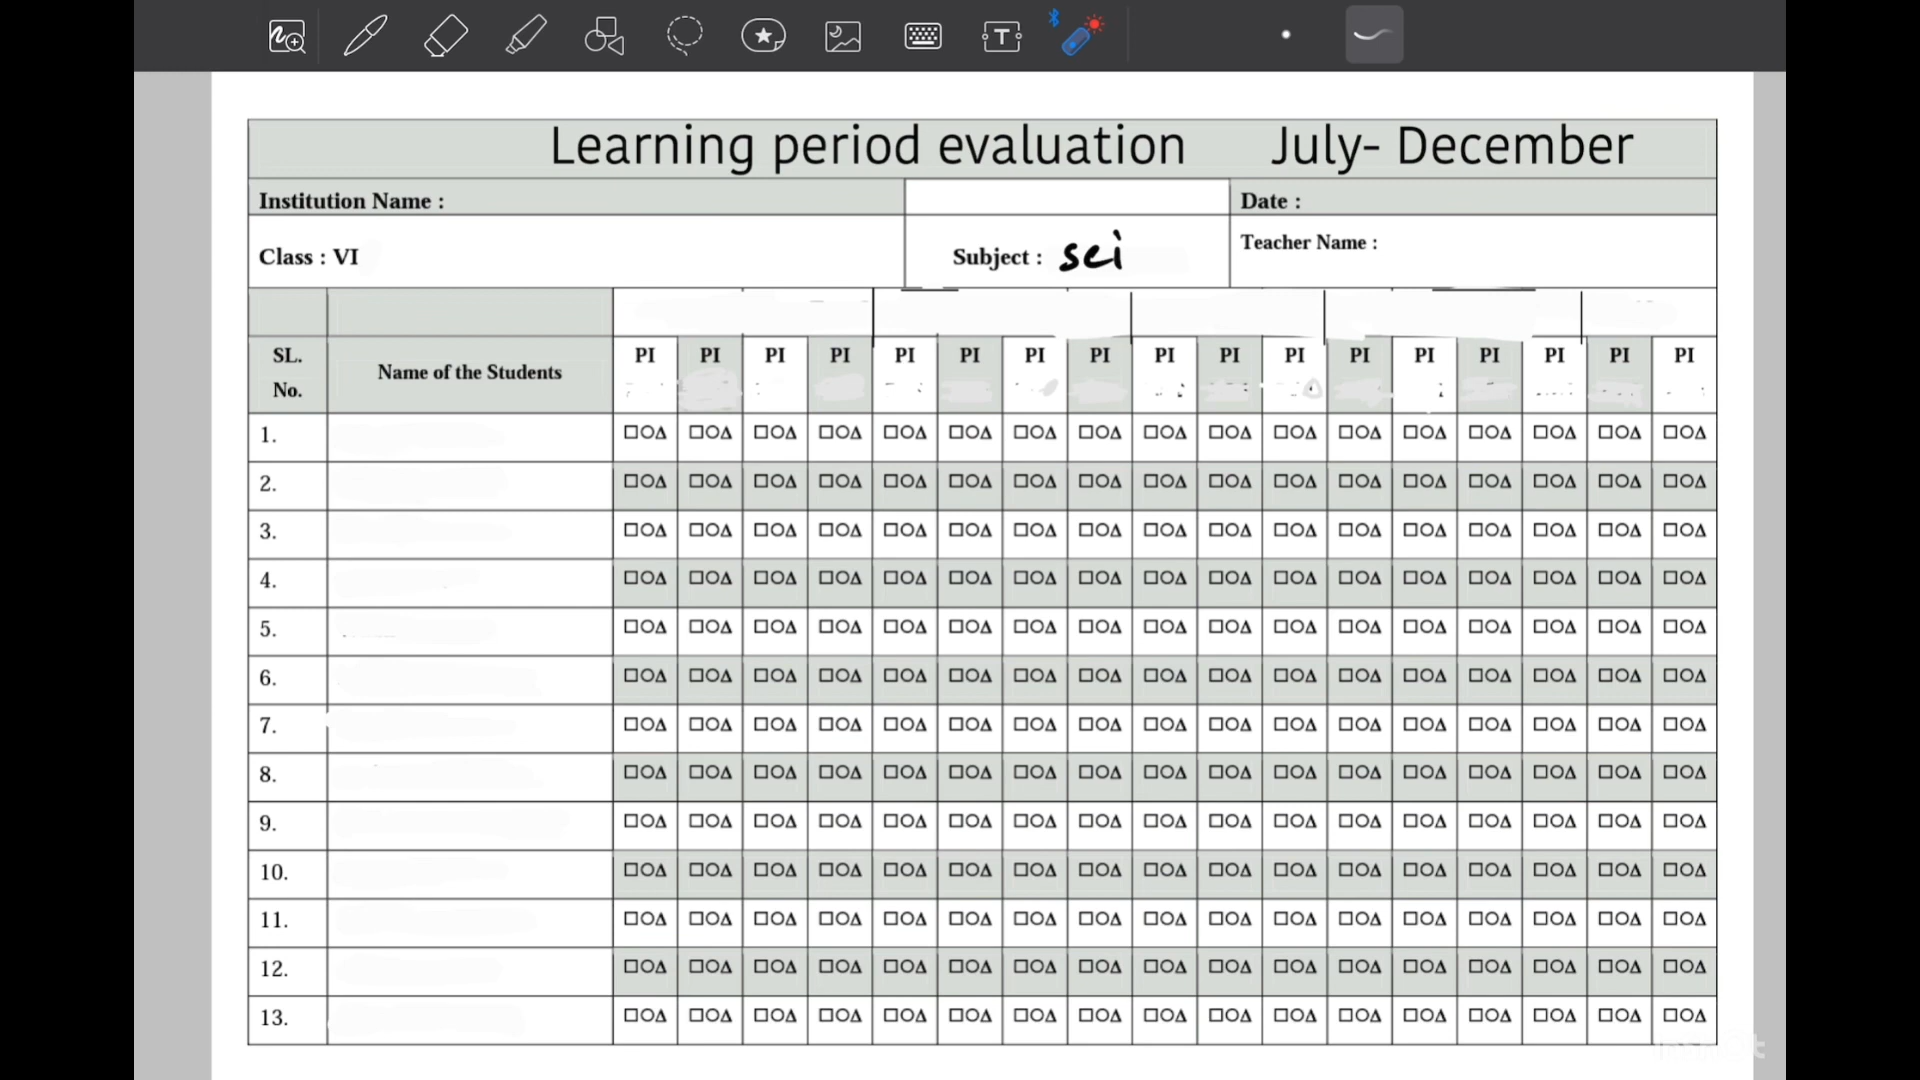 Learning period evaluation July- December
Institution Name : Date :
Class : VI Subject : sci Teacher Name :
SL. No. Name of the Students PI PI PI PI PI PI PI PI PI PI PI PI PI PI PI PI PI
1. □○∆ □○∆ □○∆ □○∆ □○∆ □○∆ □○∆ □○∆ □○∆ □○∆ □○∆ □○∆ □○∆ □○∆ □○∆ □○∆ □○∆
2. □○∆ □○∆ □○∆ □○∆ □○∆ □○∆ □○∆ □○∆ □○∆ □○∆ □○∆ □○∆ □○∆ □○∆ □○∆ □○∆ □○∆
3. □○∆ □○∆ □○∆ □○∆ □○∆ □○∆ □○∆ □○∆ □○∆ □○∆ □○∆ □○∆ □○∆ □○∆ □○∆ □○∆ □○∆
4. □○∆ □○∆ □○∆ □○∆ □○∆ □○∆ □○∆ □○∆ □○∆ □○∆ □○∆ □○∆ □○∆ □○∆ □○∆ □○∆ □○∆
5. □○∆ □○∆ □○∆ □○∆ □○∆ □○∆ □○∆ □○∆ □○∆ □○∆ □○∆ □○∆ □○∆ □○∆ □○∆ □○∆ □○∆
6. □○∆ □○∆ □○∆ □○∆ □○∆ □○∆ □○∆ □○∆ □○∆ □○∆ □○∆ □○∆ □○∆ □○∆ □○∆ □○∆ □○∆
7. □○∆ □○∆ □○∆ □○∆ □○∆ □○∆ □○∆ □○∆ □○∆ □○∆ □○∆ □○∆ □○∆ □○∆ □○∆ □○∆ □○∆
8. □○∆ □○∆ □○∆ □○∆ □○∆ □○∆ □○∆ □○∆ □○∆ □○∆ □○∆ □○∆ □○∆ □○∆ □○∆ □○∆ □○∆
9. □○∆ □○∆ □○∆ □○∆ □○∆ □○∆ □○∆ □○∆ □○∆ □○∆ □○∆ □○∆ □○∆ □○∆ □○∆ □○∆ □○∆
10. □○∆ □○∆ □○∆ □○∆ □○∆ □○∆ □○∆ □○∆ □○∆ □○∆ □○∆ □○∆ □○∆ □○∆ □○∆ □○∆ □○∆
11. □○∆ □○∆ □○∆ □○∆ □○∆ □○∆ □○∆ □○∆ □○∆ □○∆ □○∆ □○∆ □○∆ □○∆ □○∆ □○∆ □○∆
12. □○∆ □○∆ □○∆ □○∆ □○∆ □○∆ □○∆ □○∆ □○∆ □○∆ □○∆ □○∆ □○∆ □○∆ □○∆ □○∆ □○∆
13. □○∆ □○∆ □○∆ □○∆ □○∆ □○∆ □○∆ □○∆ □○∆ □○∆ □○∆ □○∆ □○∆ □○∆ □○∆ □○∆ □○∆